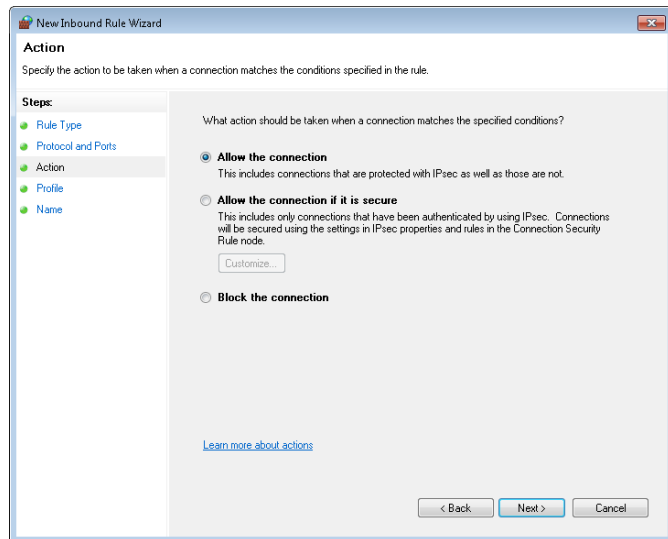 New Inbound Rule Wizard
Action
Specify the action to be taken when a connection matches the conditions specified in the rule.
Steps:
Rule Type
Protocol and Ports
Action
Profile
Name
What action should be taken when a connection matches the specified conditions?
Allow the connection
This includes connections that are protected with IPsec as well as those are not.
Allow the connection if it is secure
This includes only connections that have been authenticated by using IPsec. Connections
will be secured using the settings in IPsec properties and rules in the Connection Security
Rule node.
Customize...
Block the connection
Learn more about actions
< Back
Next >
Cancel